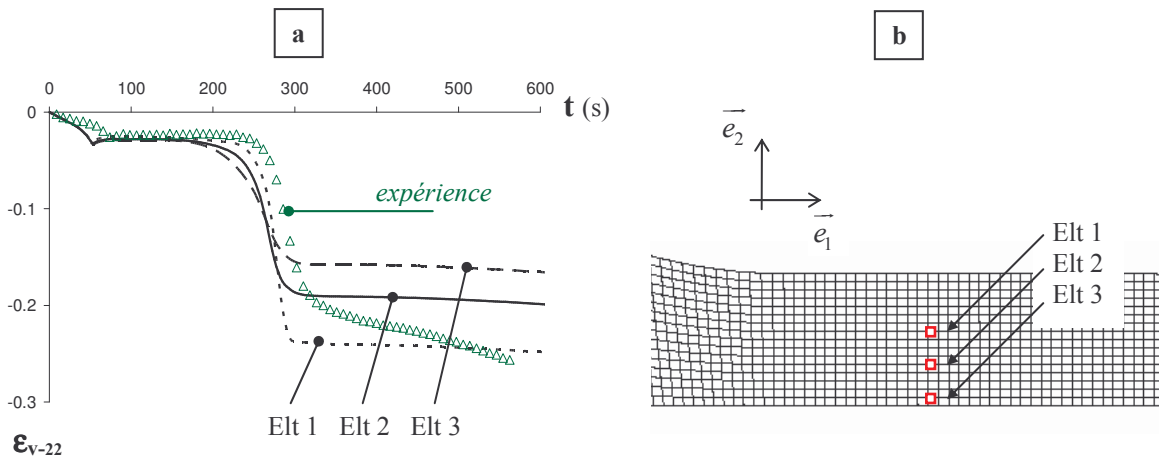 a
0 100 200 300 400 500 600
t (s)
0
-0.1
-0.2
-0.3
expérience
Elt 1 Elt 2 Elt 3
εv-22
b
e2
e1
Elt 1
Elt 2
Elt 3